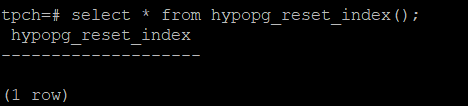 tpch=# select * from hypopg_reset_index();
 hypopg_reset_index
--------------------

(1 row)